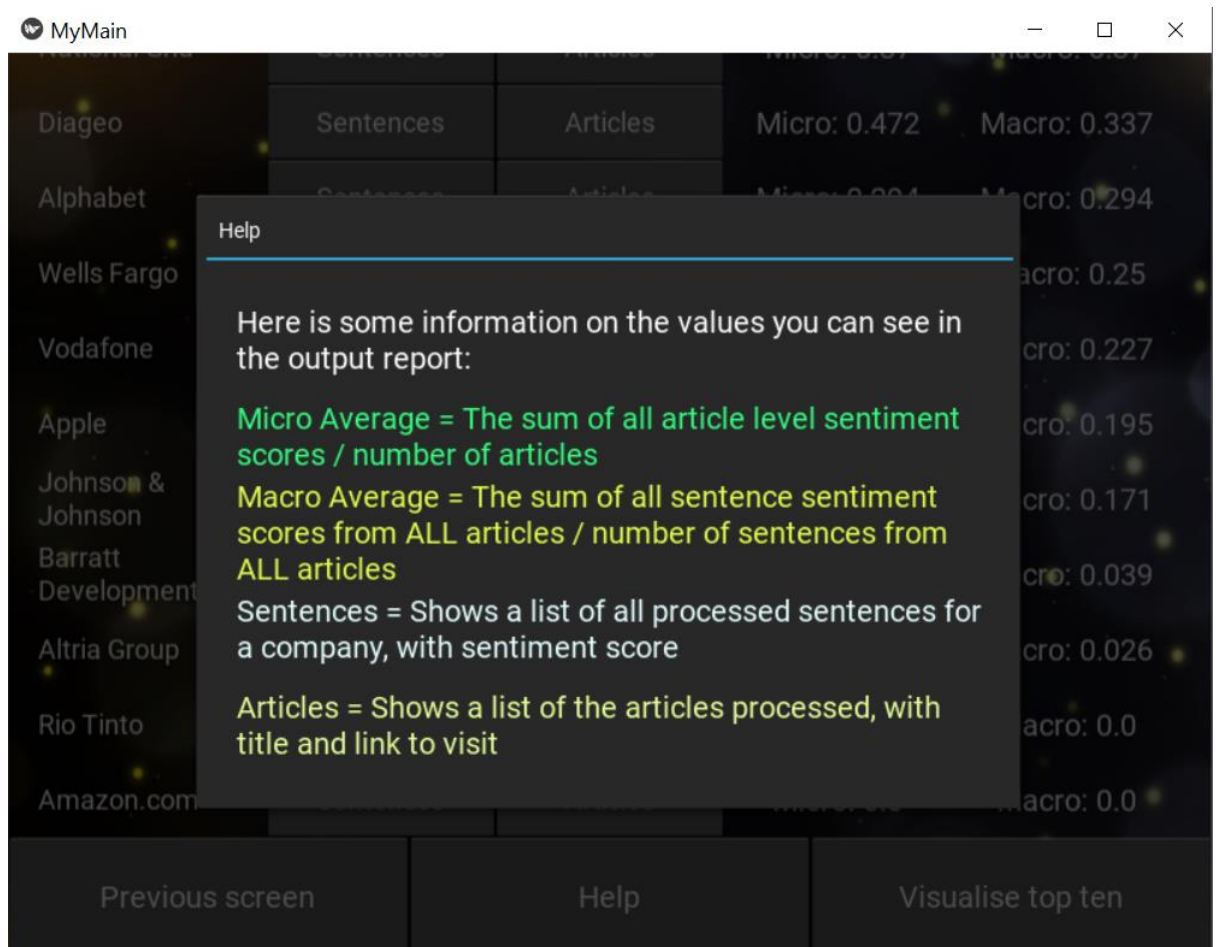 MyMain
Diageo Sentences Articles Micro: 0.472 Macro: 0.337
Alphabet Sentences Articles Micro: 0.294 Macro: 0.294
Help
Wells Fargo acro: 0.25
Here is some information on the values you can see in
the output report:
Vodafone cro: 0.227
Micro Average = The sum of all article level sentiment
scores / number of articles
Apple cro: 0.195
Macro Average = The sum of all sentence sentiment
scores from ALL articles / number of sentences from
ALL articles
Johnson &
Johnson
cro: 0.171
Barratt
Development
cro: 0.039
Sentences = Shows a list of all processed sentences for
a company, with sentiment score
Altria Group cro: 0.026
Articles = Shows a list of the articles processed, with
title and link to visit
Rio Tinto acro: 0.0
Amazon.com acro: 0.0
Previous screen Help Visualise top ten